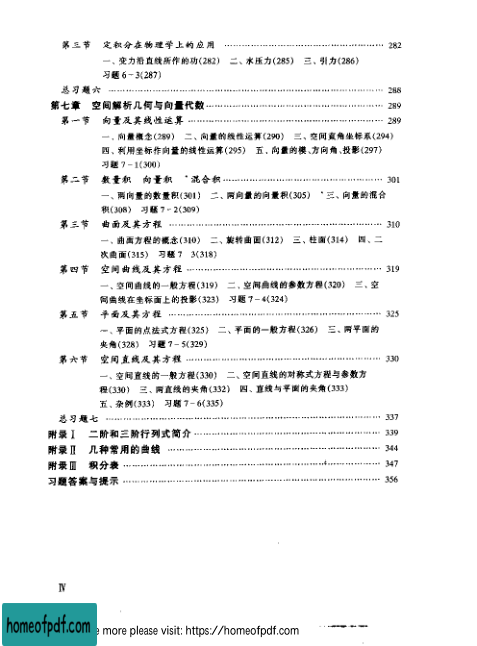 第三节 定积分在物理学上的应用 …… 282
一、变力沿直线所作的功(282) 二、水压力(285) 三、引力(286)
习题 6-3(287)
总习题六 …… 288
第七章 空间解析几何与向量代数 …… 289
第一节 向量及其线性运算 …… 289
一、向量概念(289) 二、向量的线性运算(290) 三、空间直角坐标系(294)
四、利用坐标作向量的线性运算(295) 五、向量的模、方向角、投影(297)
习题 7-1(300)
第二节 数量积 向量积 *混合积 …… 301
一、两向量的数量积(301) 二、两向量的向量积(305) *三、向量的混合
积(308) 习题 7-2(309)
第三节 曲面及其方程 …… 310
一、曲面方程的概念(310) 二、旋转曲面(312) 三、柱面(314) 四、二
次曲面(315) 习题 7 3(318)
第四节 空间曲线及其方程 …… 319
一、空间曲线的一般方程(319) 二、空间曲线的参数方程(320) 三、空
间曲线在坐标面上的投影(323) 习题 7-4(324)
第五节 平面及其方程 …… 325
一、平面的点法式方程(325) 二、平面的一般方程(326) 三、两平面的
夹角(328) 习题 7-5(329)
第六节 空间直线及其方程 …… 330
一、空间直线的一般方程(330) 二、空间直线的对称式方程与参数方
程(330) 三、两直线的夹角(332) 四、直线与平面的夹角(333)
五、杂例(333) 习题 7-6(335)
总习题七 …… 337
附录Ⅰ 二阶和三阶行列式简介 …… 339
附录Ⅱ 几种常用的曲线 …… 344
附录Ⅲ 积分表 …… 347
习题答案与提示 …… 356
Ⅳ
homeofpdf.com
e more please visit: https://homeofpdf.com